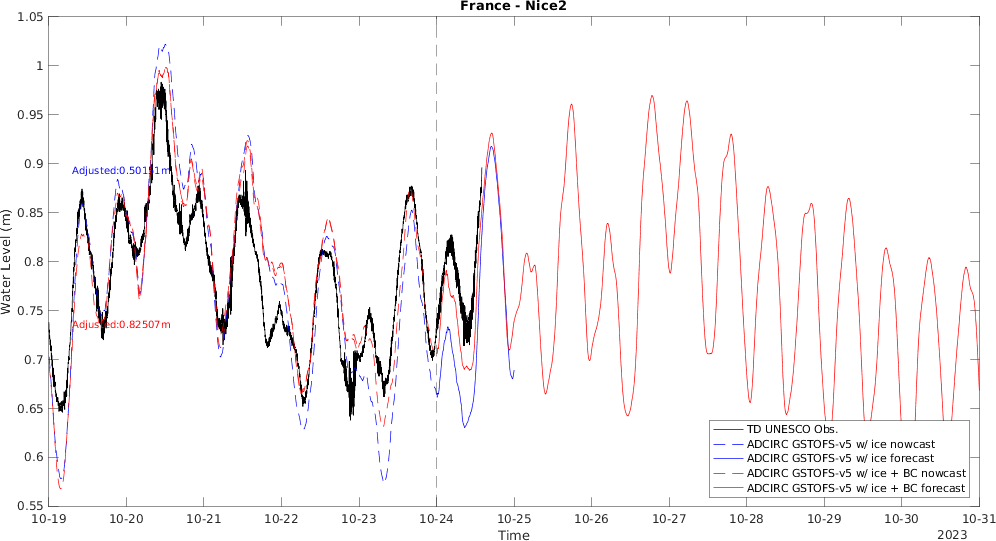 France - Nice2
1.05
1
0.95
0.9
0.85
0.8
0.75
0.7
0.65
0.6
0.55
Water Level (m)
Adjusted:0.50151m
Adjusted:0.82507m
TD UNESCO Obs.
ADCIRC GSTOFS-v5 w/ ice nowcast
ADCIRC GSTOFS-v5 w/ ice forecast
ADCIRC GSTOFS-v5 w/ ice + BC nowcast
ADCIRC GSTOFS-v5 w/ ice + BC forecast
10-19 10-20 10-21 10-22 10-23 10-24 10-25 10-26 10-27 10-28 10-29 10-30 10-31
Time
2023